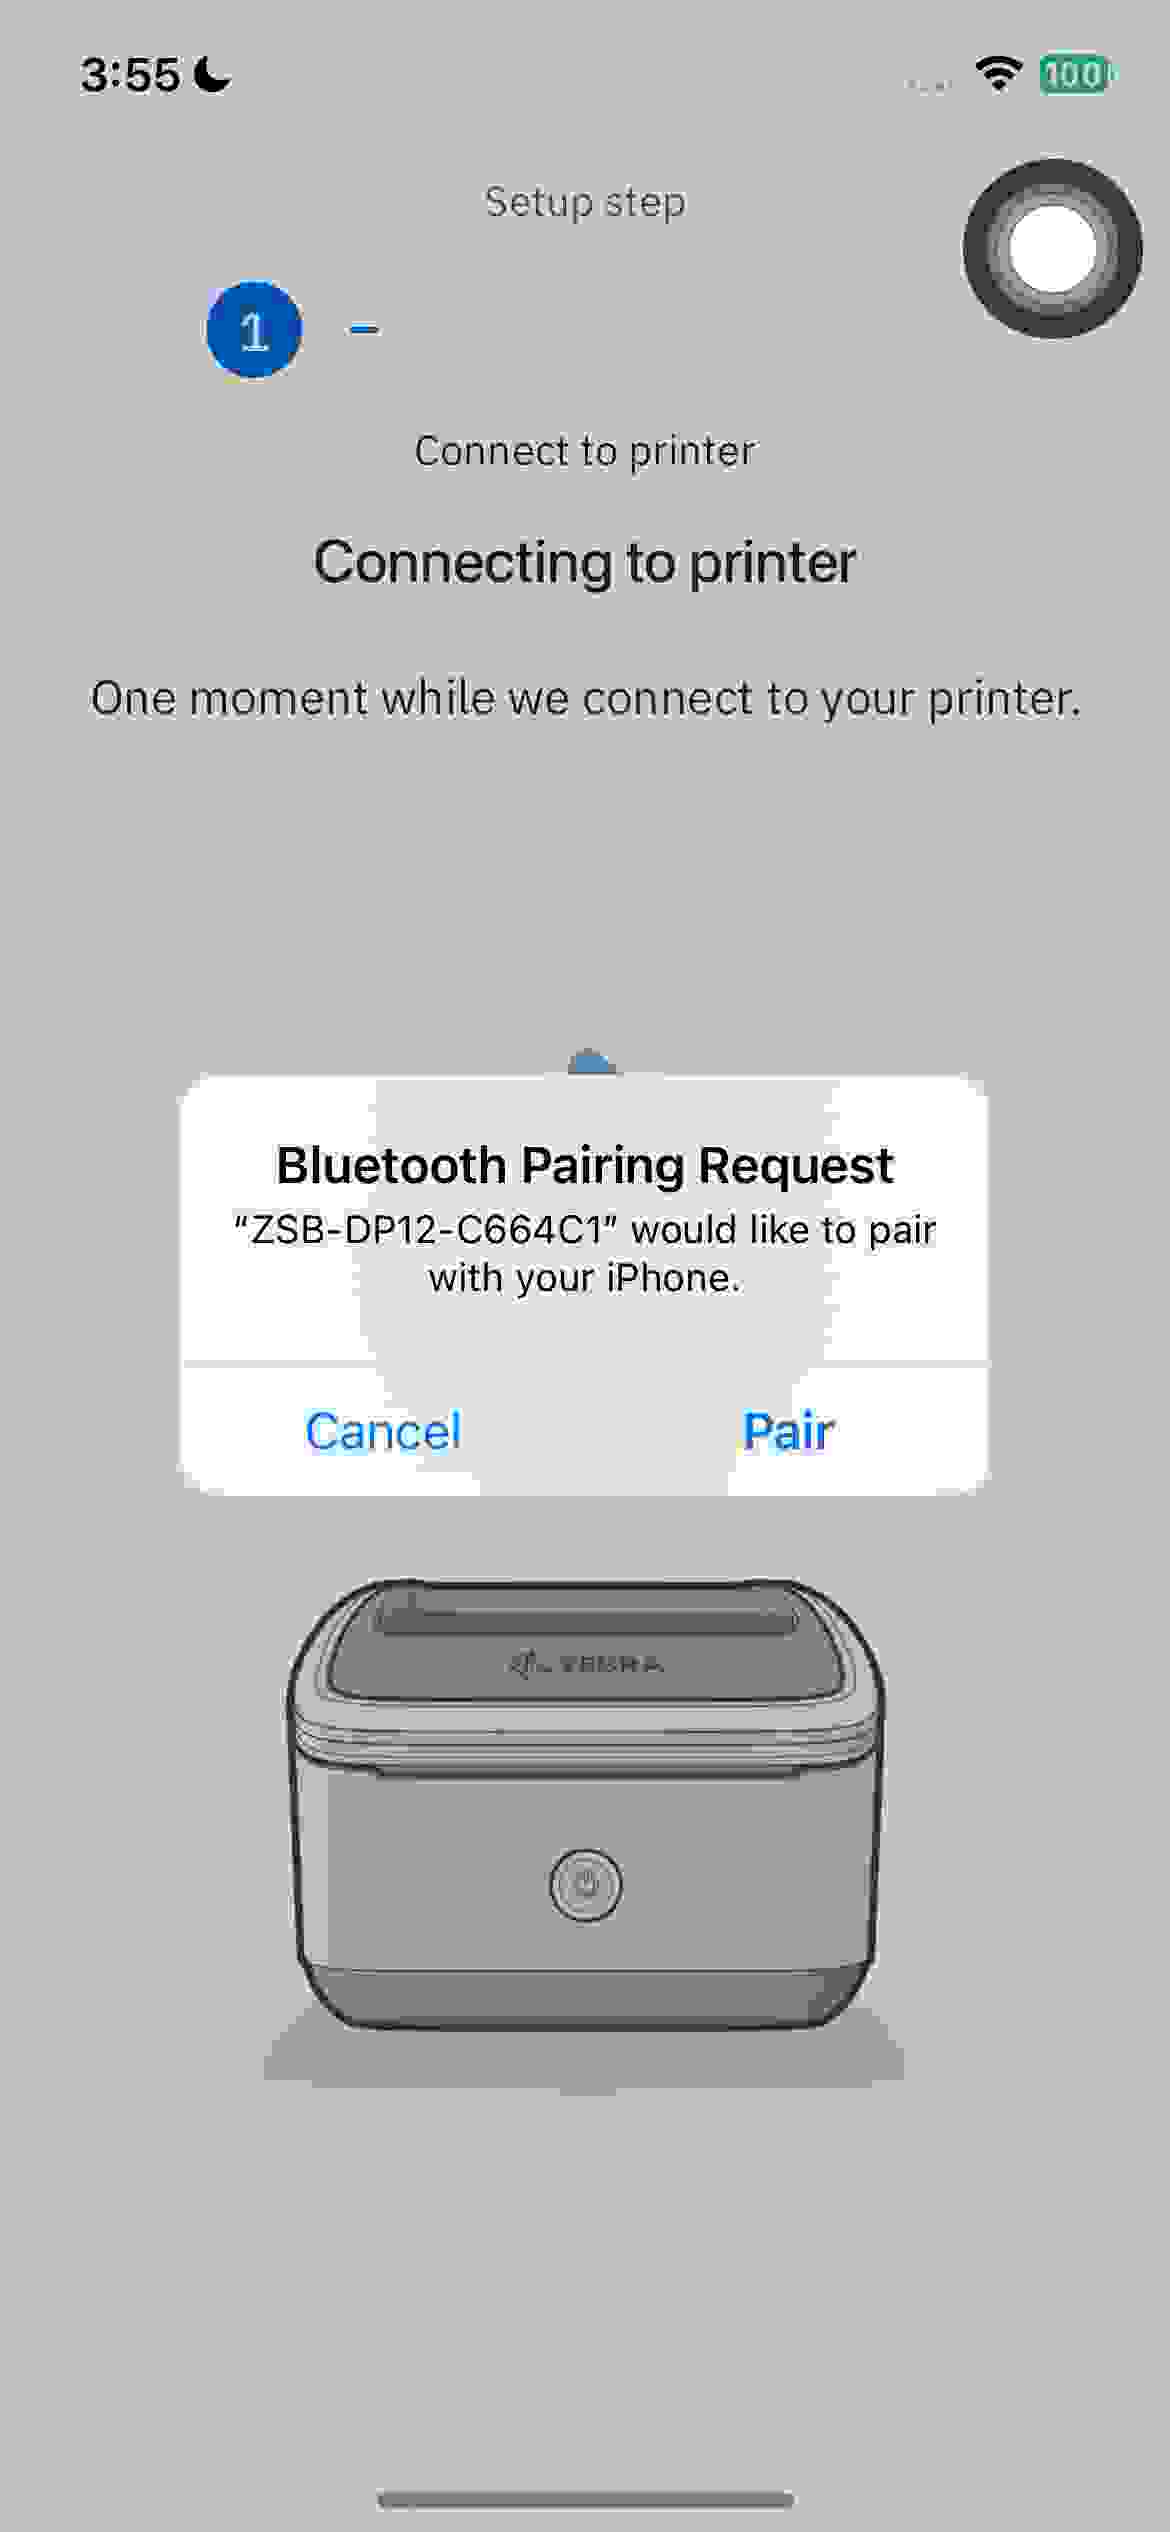 3:55
100
Setup step
1
Connect to printer
Connecting to printer
One moment while we connect to your printer.
Bluetooth Pairing Request
“ZSB-DP12-C664C1” would like to pair
with your iPhone.
Cancel
Pair
ZEBRA